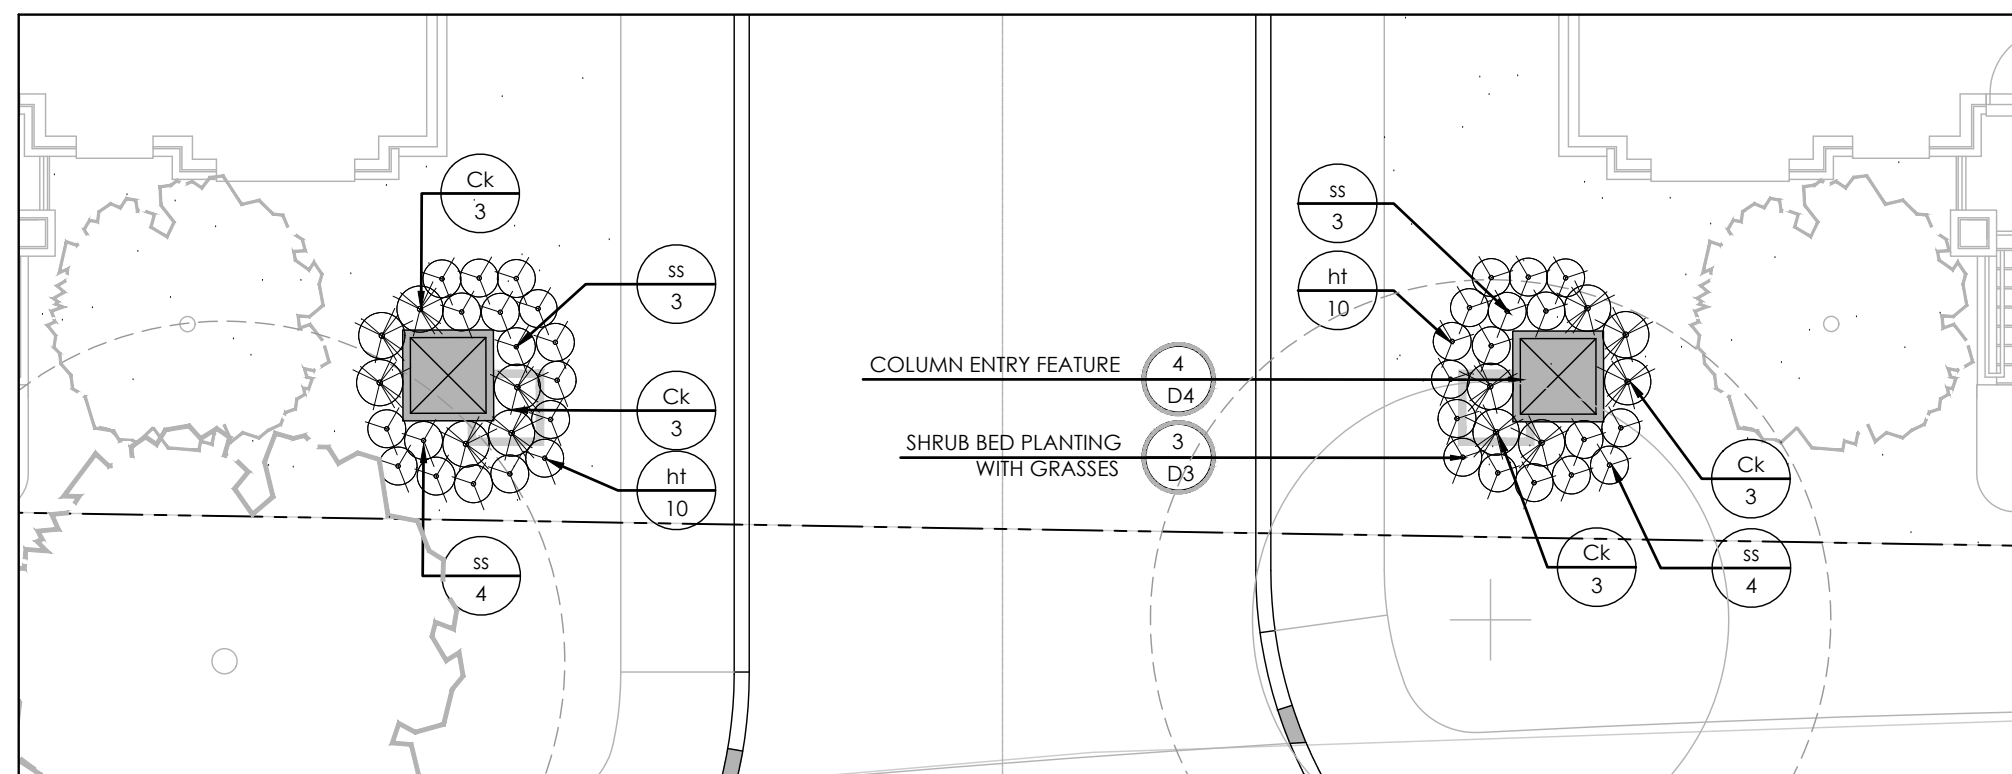 Ck
3
ss
3
Ck
3
ht
10
ss
4
COLUMN ENTRY FEATURE
4
D4
SHRUB BED PLANTING
WITH GRASSES
3
D3
ss
3
ht
10
Ck
3
Ck
3
ss
4